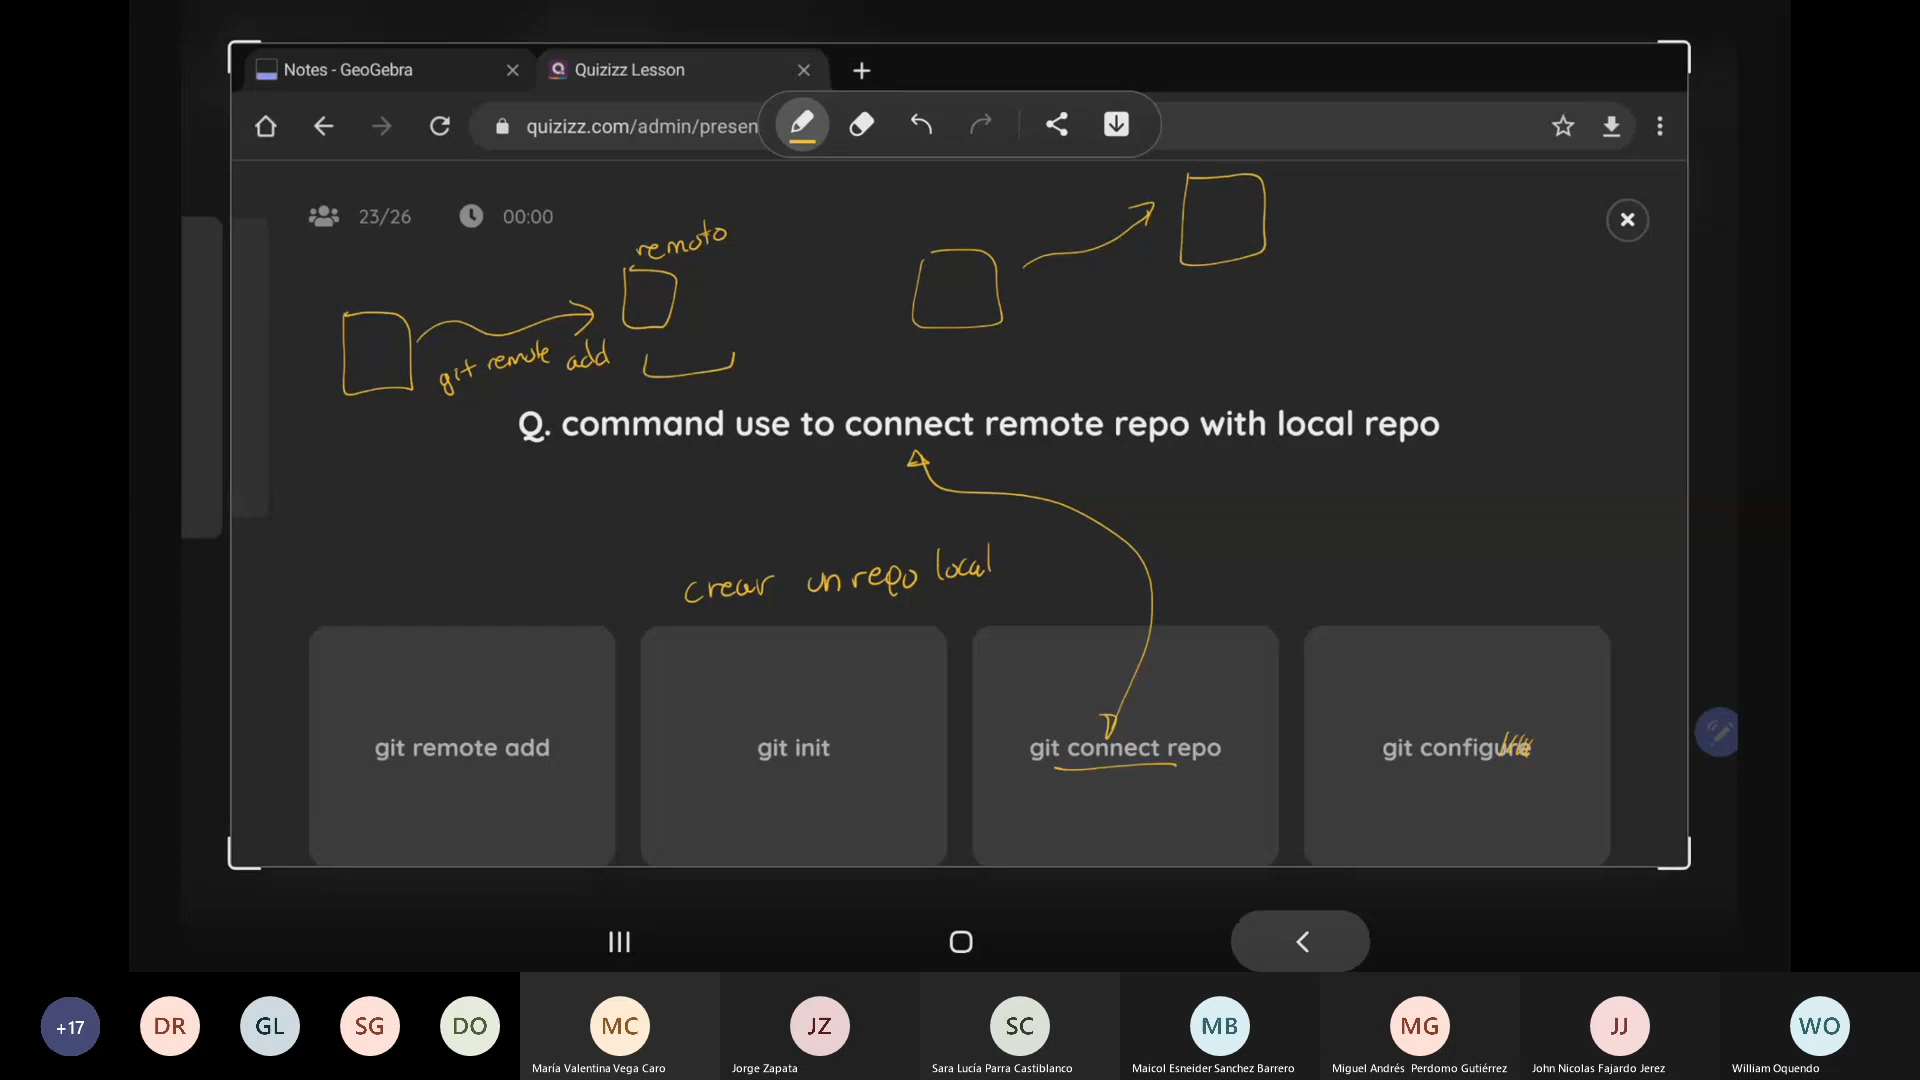 Notes - GeoGebra
Quizizz Lesson
quizizz.com/admin/presen
23/26
00:00
remoto
git remote add
Q. command use to connect remote repo with local repo
crear un repo local
git remote add
git init
git connect repo
git configure
+17
DR
GL
SG
DO
MC
JZ
SC
MB
MG
JJ
WO
María Valentina Vega Caro
Jorge Zapata
Sara Lucía Parra Castiblanco
Maicol Esneider Sanchez Barrero
Miguel Andrés Perdomo Gutiérrez
John Nicolas Fajardo Jerez
William Oquendo